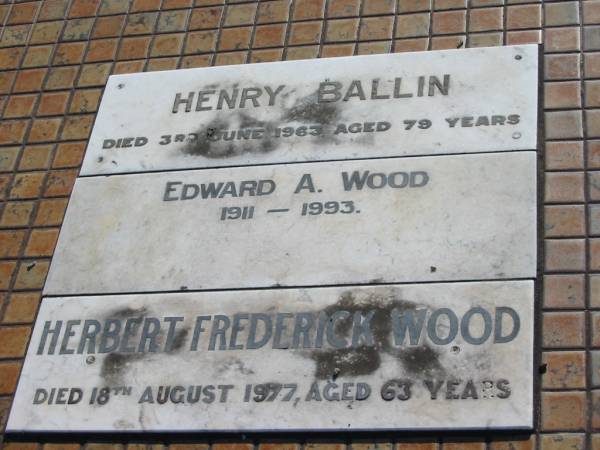 HENRY BALLIN
DIED 3RD JUNE 1963 AGED 79 YEARS
EDWARD A. WOOD
1911 — 1993.
HERBERT FREDERICK WOOD
DIED 18TH AUGUST 1977, AGED 63 YEARS